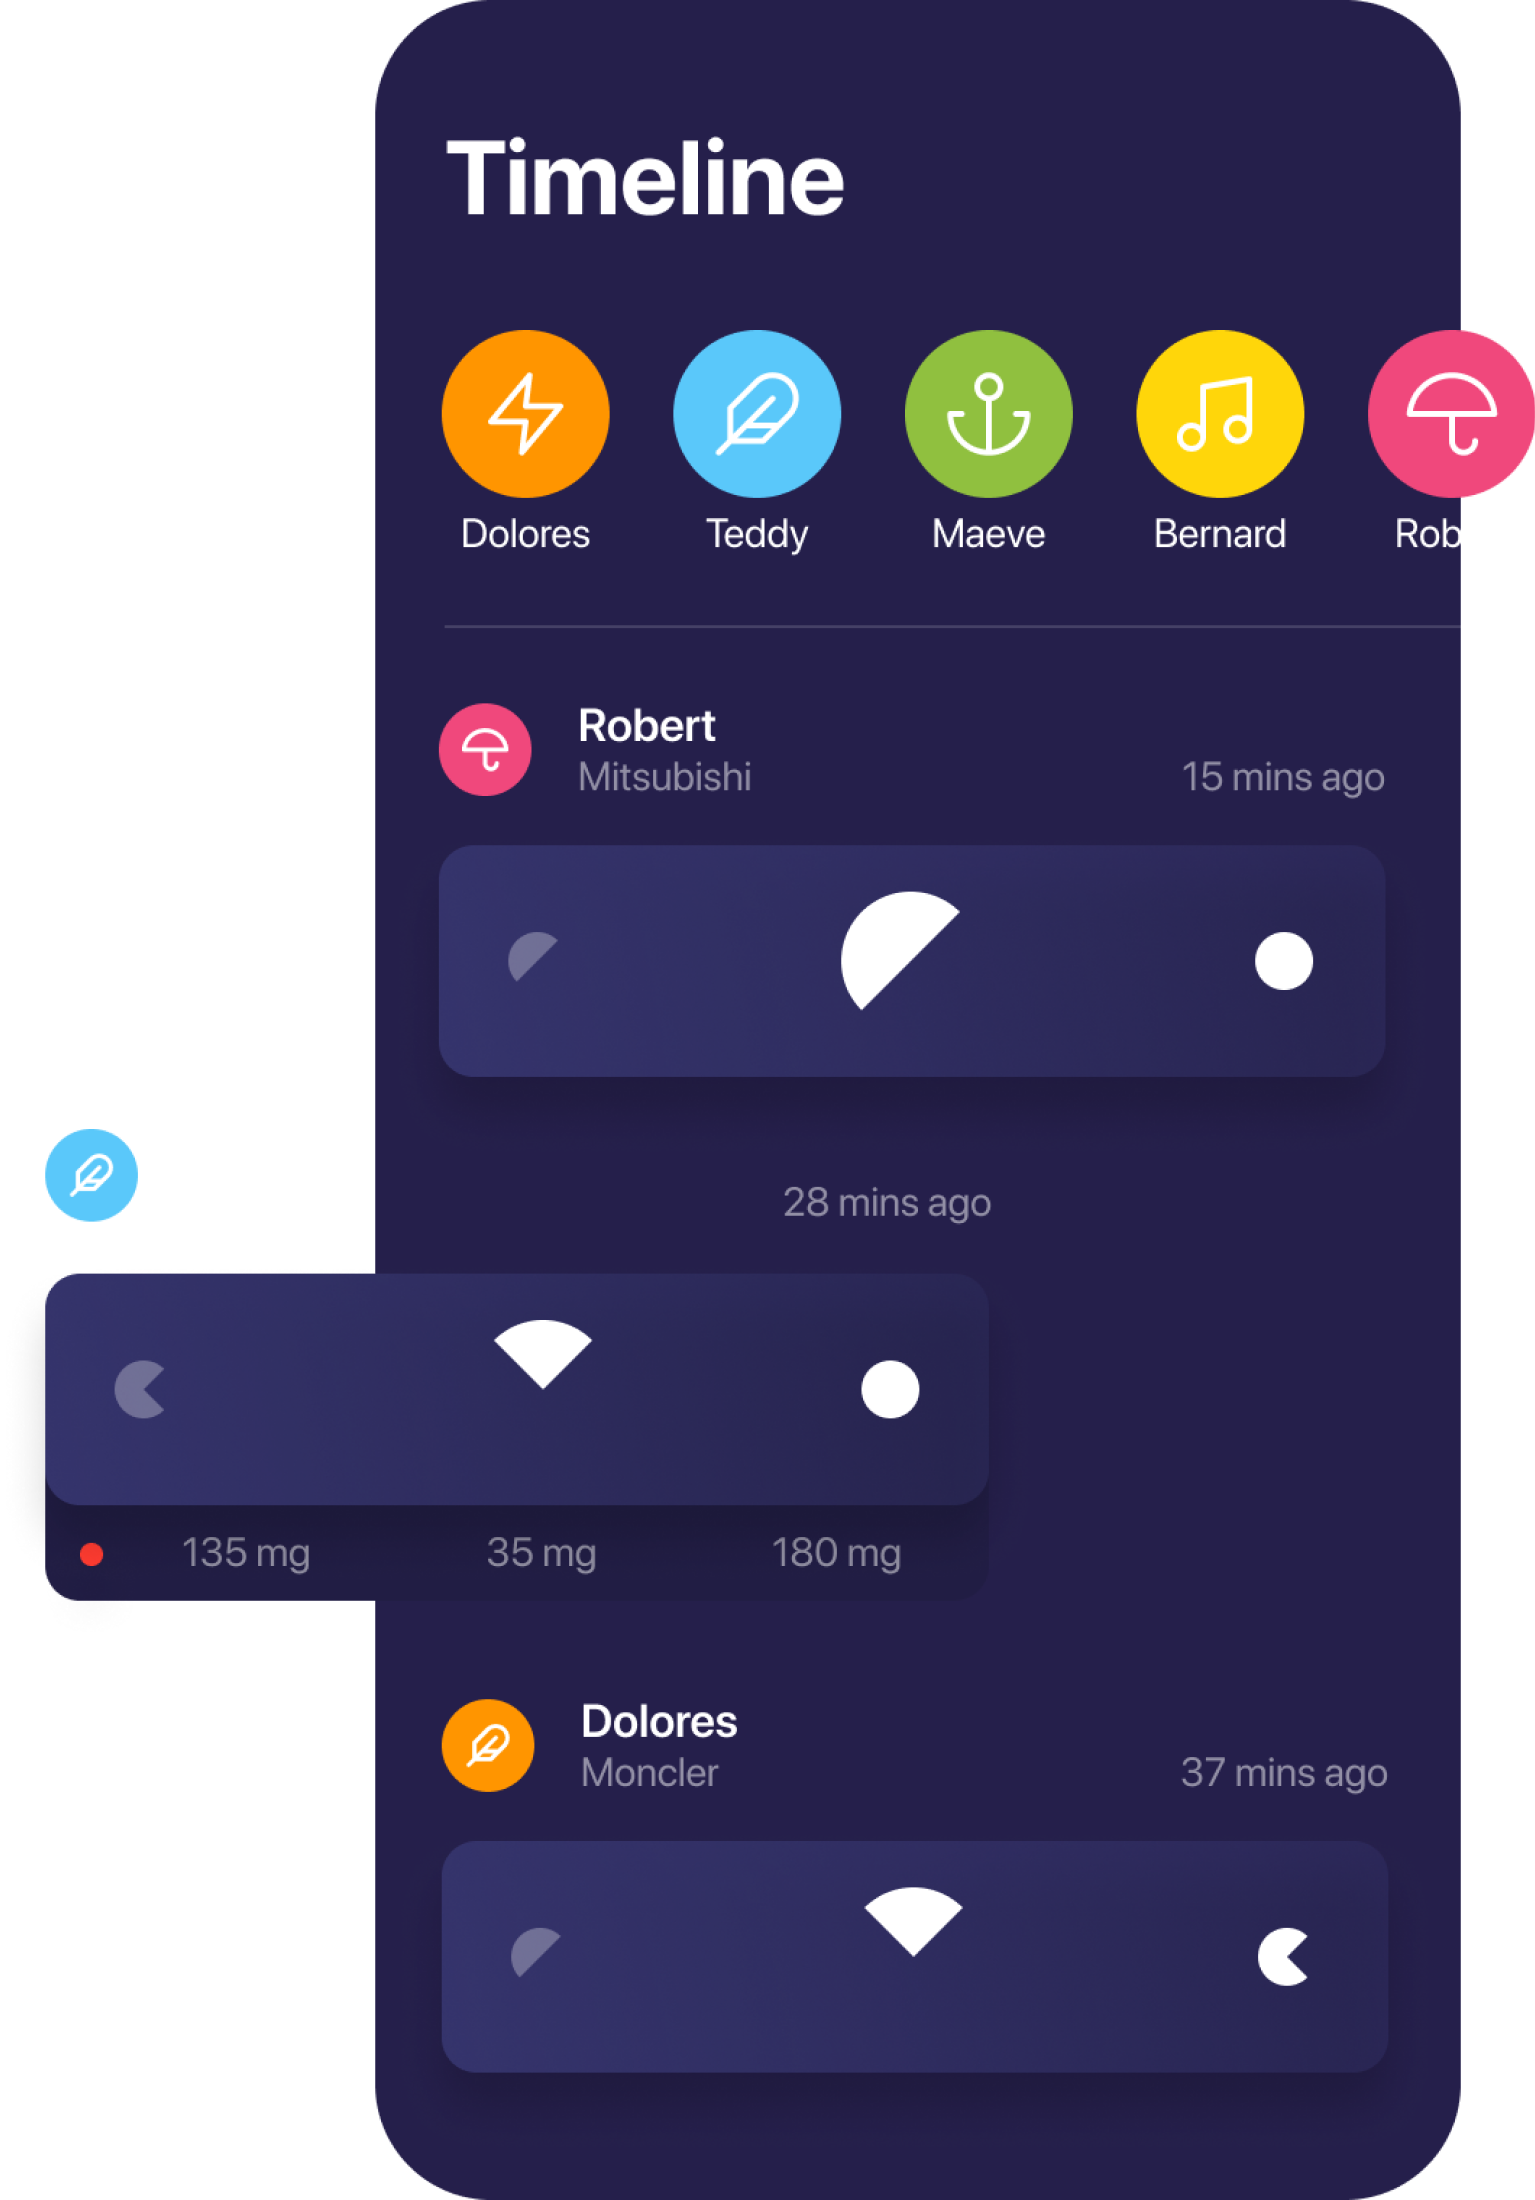 Timeline
Dolores Teddy Maeve Bernard Rob
Robert
Mitsubishi 15 mins ago
28 mins ago
135 mg 35 mg 180 mg
Dolores
Moncler 37 mins ago